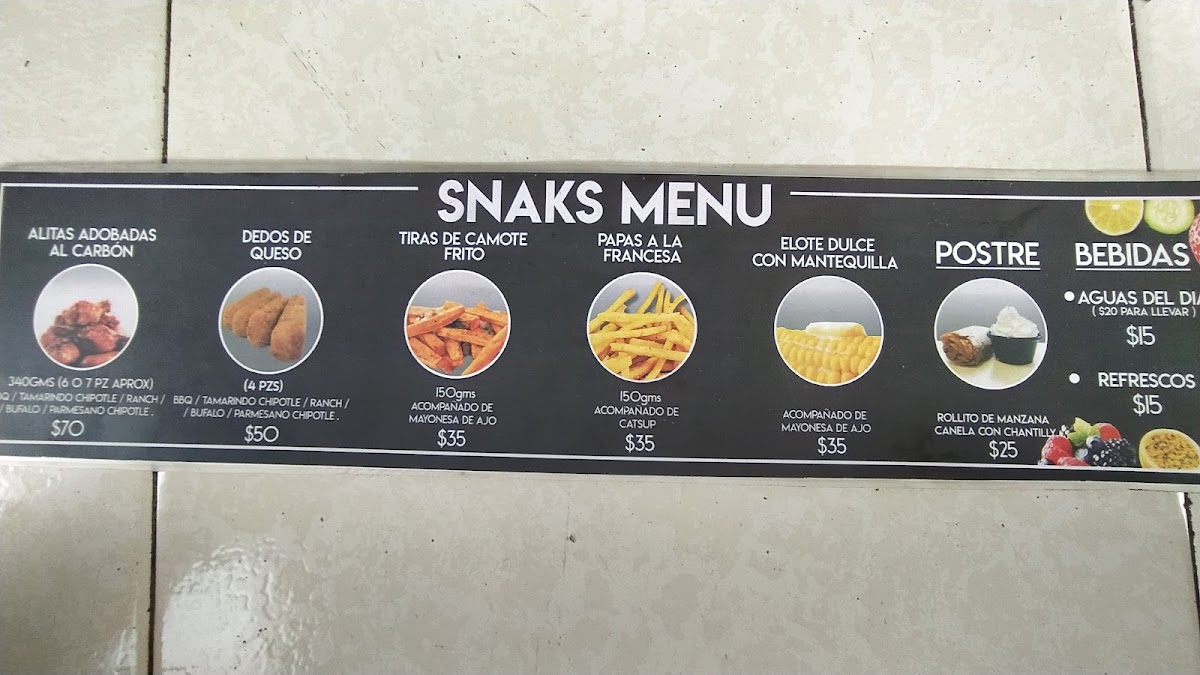 SNAKS MENU
ALITAS ADOBADAS
AL CARBÓN
340GMS (6 O 7 PZ APROX)
/ TAMARINDO CHIPOTLE / RANCH /
/ BUFALO / PARMESANO CHIPOTLE .
$70
DEDOS DE
QUESO
(4 PZS)
BBQ / TAMARINDO CHIPOTLE / RANCH /
/ BUFALO / PARMESANO CHIPOTLE .
$50
TIRAS DE CAMOTE
FRITO
150gms
ACOMPAÑADO DE
MAYONESA DE AJO
$35
PAPAS A LA
FRANCESA
150gms
ACOMPAÑADO DE
CATSUP
$35
ELOTE DULCE
CON MANTEQUILLA
ACOMPAÑADO DE
MAYONESA DE AJO
$35
POSTRE
ROLLITO DE MANZANA
CANELA CON CHANTILLY
$25
BEBIDAS
• AGUAS DEL DIA
( $20 PARA LLEVAR )
$15
• REFRESCOS
$15